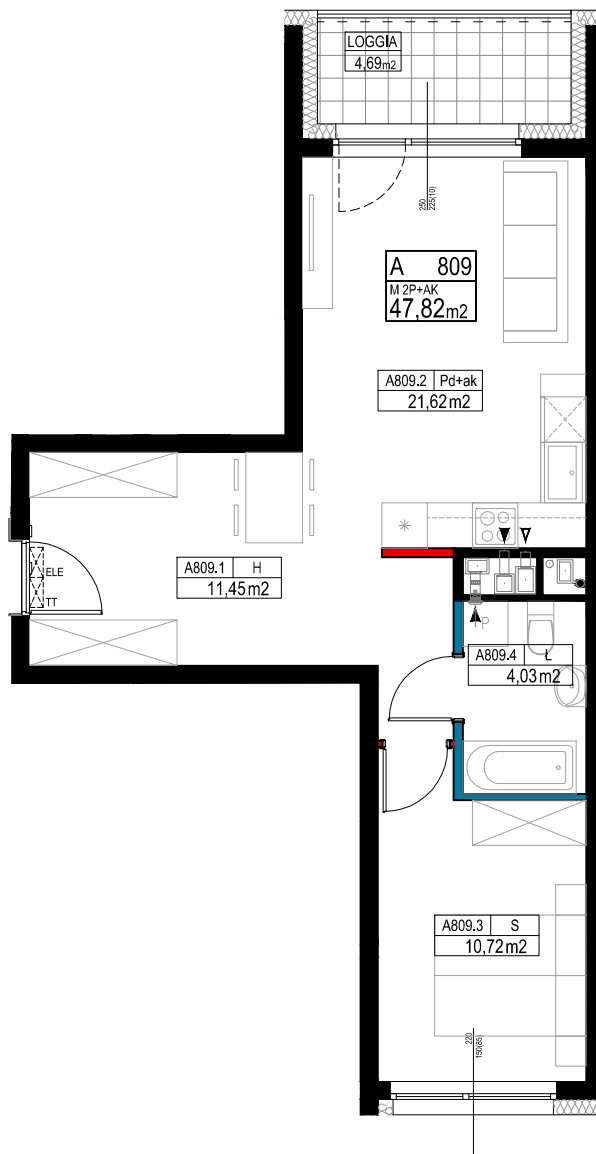 LOGGIA
4,69m2
250
225(10)
A 809
M 2P+AK
47,82m2
A809.2 Pd+ak
21,62m2
A809.1 H
11,45m2
ELE
TT
P
A809.4 L
4,03m2
A809.3 S
10,72m2
220
150(85)